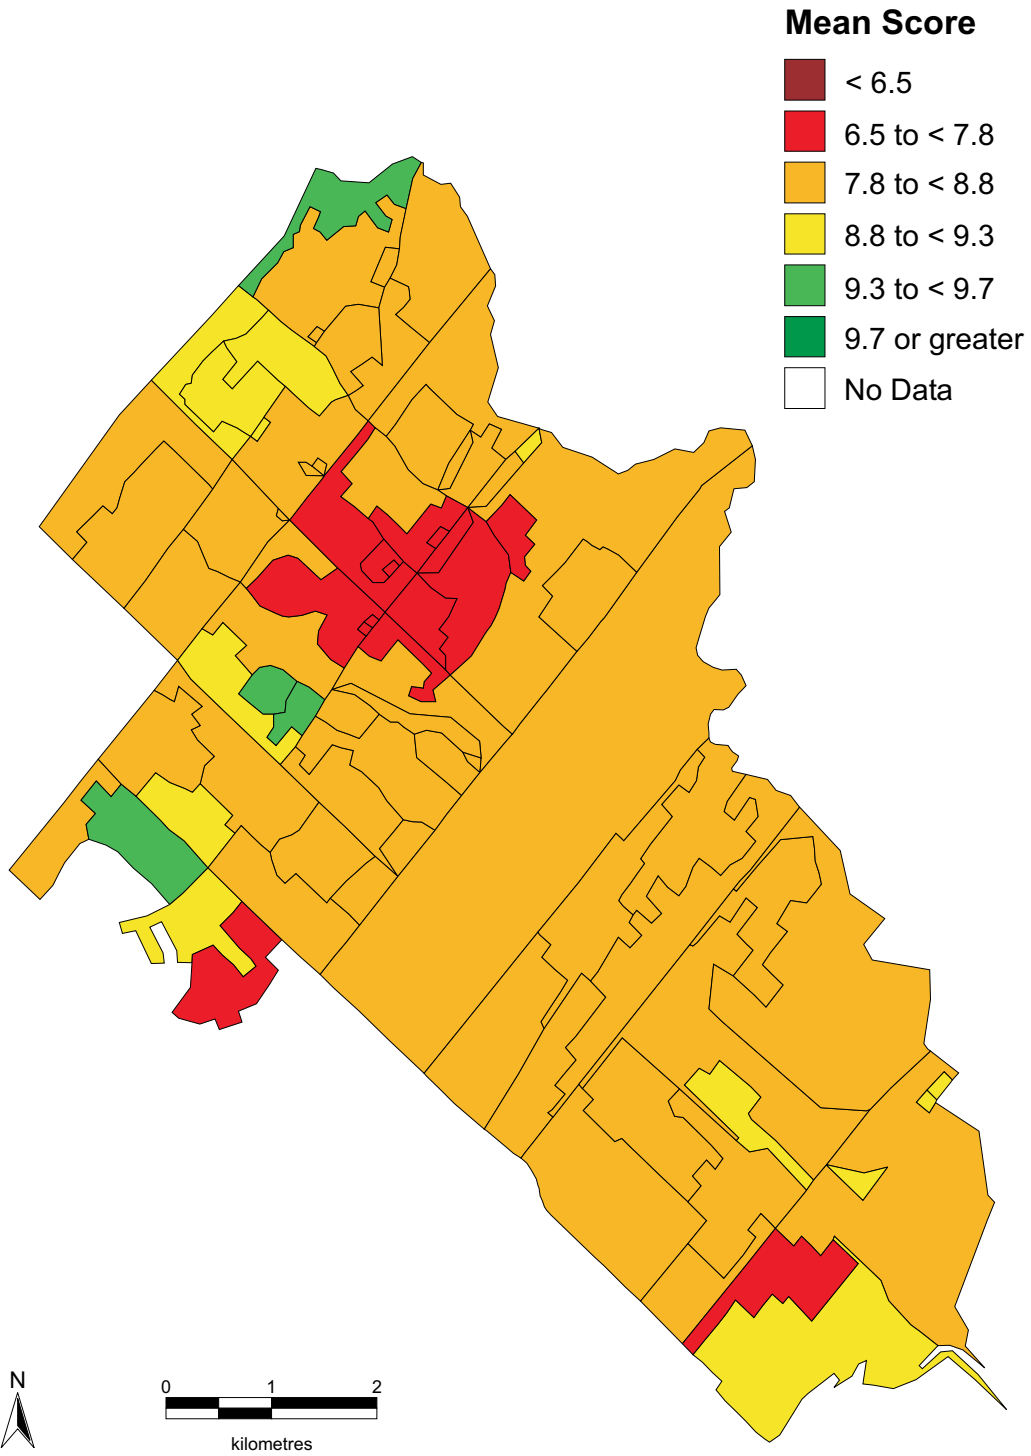 Mean Score
< 6.5
6.5 to < 7.8
7.8 to < 8.8
8.8 to < 9.3
9.3 to < 9.7
9.7 or greater
No Data
N
0 1 2
kilometres